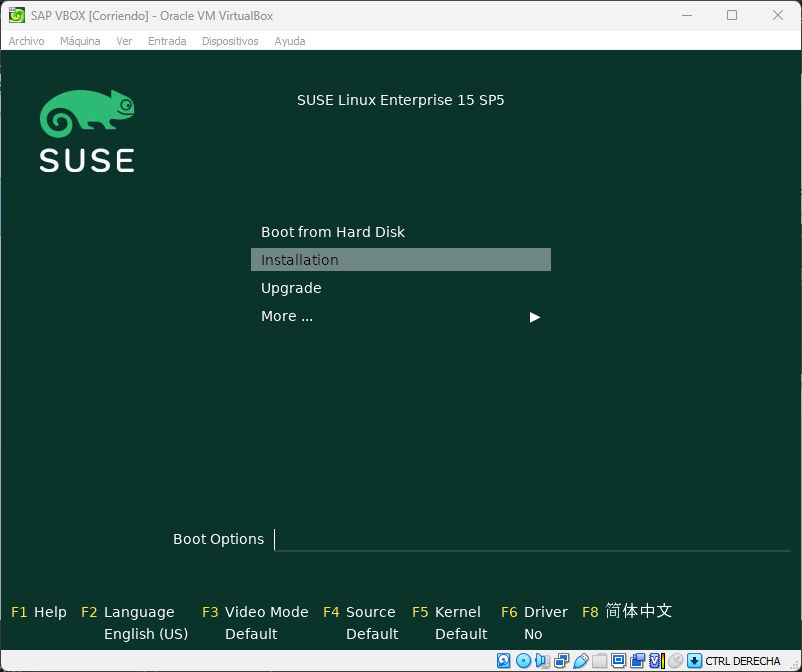 SAP VBOX [Corriendo] - Oracle VM VirtualBox
Archivo Máquina Ver Entrada Dispositivos Ayuda
SUSE
SUSE Linux Enterprise 15 SP5
Boot from Hard Disk
Installation
Upgrade
More ...
Boot Options
F1 Help F2 Language F3 Video Mode F4 Source F5 Kernel F6 Driver F8 简体中文
English (US) Default Default Default No
CTRL DERECHA